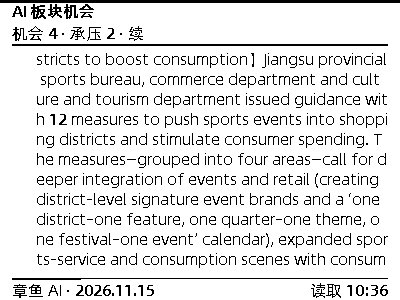 AI 板块机会
机会 4 · 承压 2 · 续
stricts to boost consumption】Jiangsu provincial
sports bureau, commerce department and cult
ure and tourism department issued guidance wit
h 12 measures to push sports events into shoppi
ng districts and stimulate consumer spending. T
he measures—grouped into four areas—call for d
eeper integration of events and retail (creating
district-level signature event brands and a ‘one
district-one feature, one quarter-one theme, o
ne festival-one event’ calendar), expanded spor
ts-service and consumption scenes with consum
章鱼 AI · 2026.11.15
读取 10:36